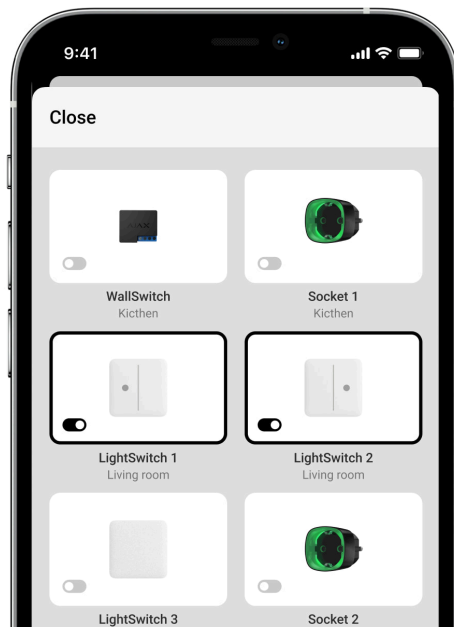 9:41
Close
AJAX
WallSwitch
Kicthen
Socket 1
Kicthen
LightSwitch 1
Living room
LightSwitch 2
Living room
LightSwitch 3
Socket 2